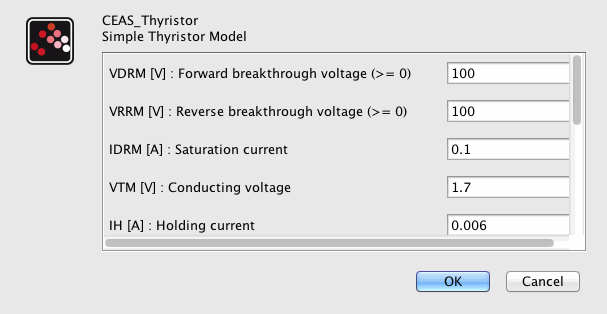 CEAS_Thyristor
Simple Thyristor Model
VDRM [V] : Forward breakthrough voltage (>= 0) 100
VRRM [V] : Reverse breakthrough voltage (>= 0) 100
IDRM [A] : Saturation current 0.1
VTM [V] : Conducting voltage 1.7
IH [A] : Holding current 0.006
OK Cancel